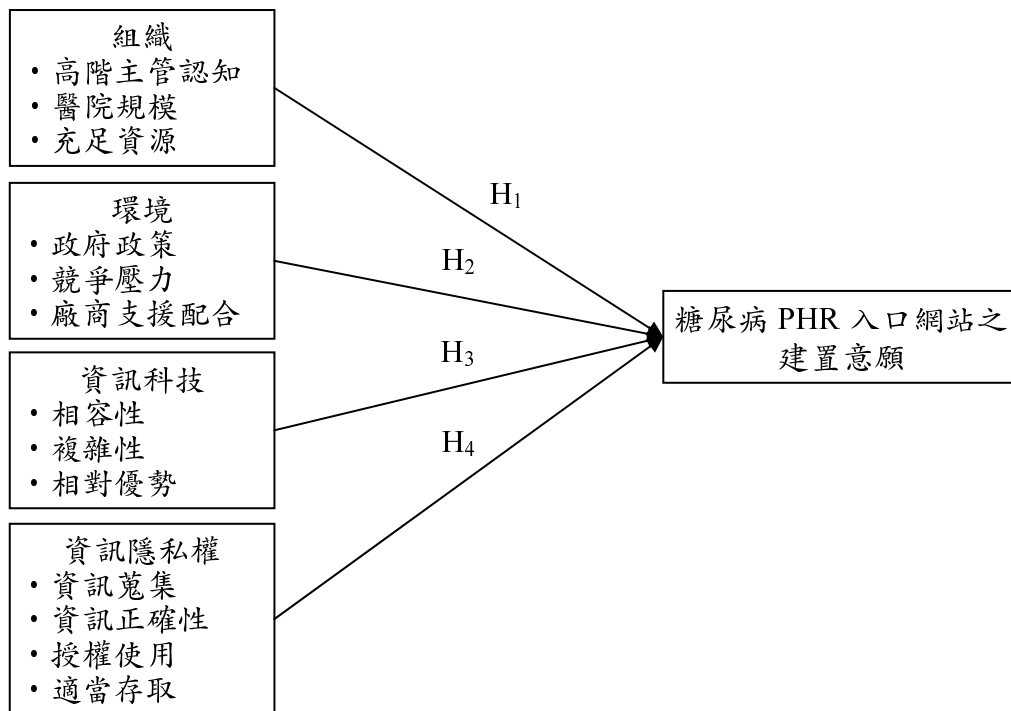 組織
・高階主管認知
・醫院規模
・充足資源
環境
・政府政策
・競爭壓力
・廠商支援配合
資訊科技
・相容性
・複雜性
・相對優勢
資訊隱私權
・資訊蒐集
・資訊正確性
・授權使用
・適當存取
H₁
H₂
H₃
H₄
糖尿病 PHR 入口網站之
建置意願